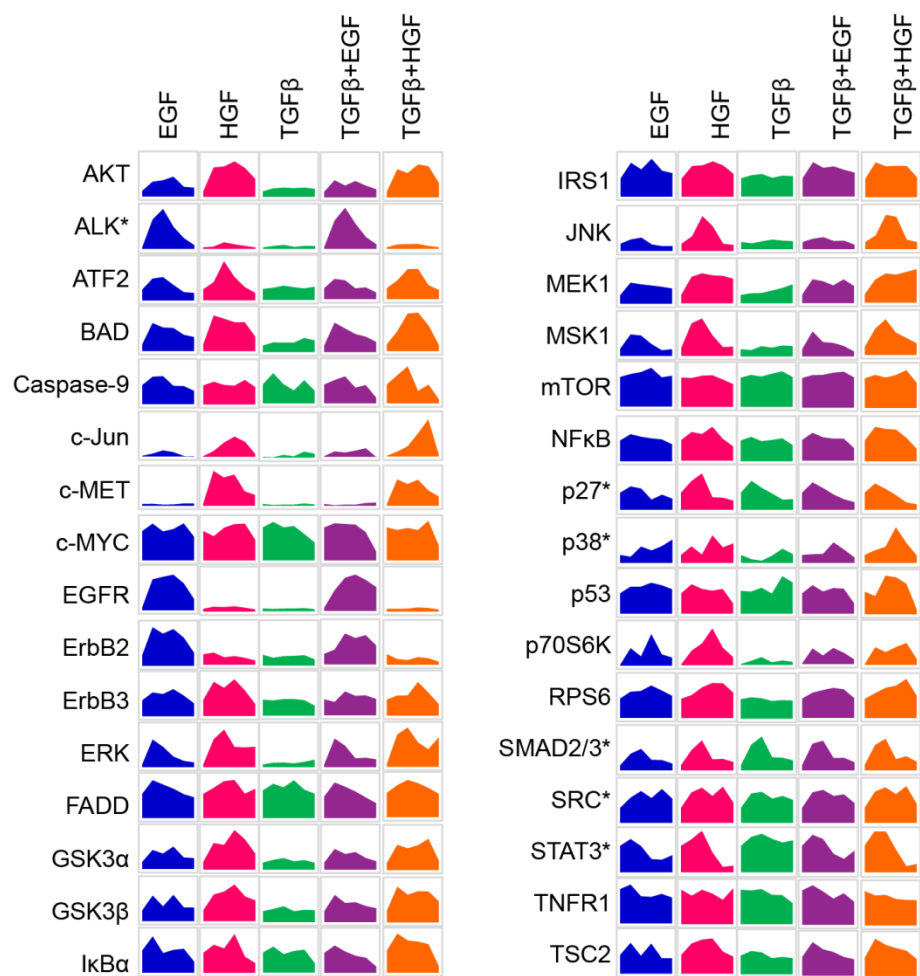 EGF
HGF
TGFβ
TGFβ+EGF
TGFβ+HGF
AKT
ALK*
ATF2
BAD
Caspase-9
c-Jun
c-MET
c-MYC
EGFR
ErbB2
ErbB3
ERK
FADD
GSK3α
GSK3β
IκBα
EGF
HGF
TGFβ
TGFβ+EGF
TGFβ+HGF
IRS1
JNK
MEK1
MSK1
mTOR
NFκB
p27*
p38*
p53
p70S6K
RPS6
SMAD2/3*
SRC*
STAT3*
TNFR1
TSC2